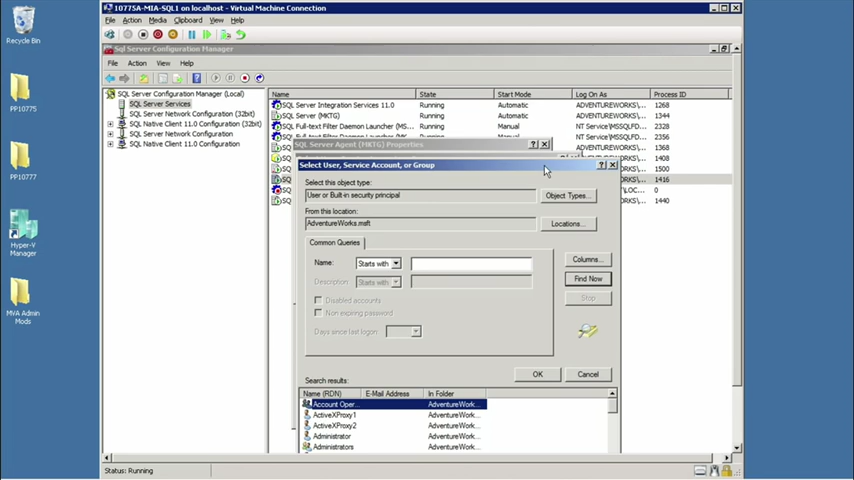 10775A-MIA-SQL1 on localhost - Virtual Machine Connection
File Action Media Clipboard View Help
Sql Server Configuration Manager
File Action View Help
SQL Server Configuration Manager (Local)
SQL Server Services
SQL Server Network Configuration (32bit)
SQL Native Client 11.0 Configuration (32bit)
SQL Server Network Configuration
SQL Native Client 11.0 Configuration
Name State Start Mode Log On As Process ID
SQL Server Integration Services 11.0 Running Automatic ADVENTUREWORKS\... 1268
SQL Server (MKTG) Running Automatic ADVENTUREWORKS\... 1344
SQL Full-text Filter Daemon Launcher (MS... Running Manual NT Service\MSSQLFD... 2356
SQL Full-text Filter Daemon Launcher (MKT... Running Manual NT Service\MSSQLFD... 2336
1408
1500
1416
0
1440
SQL Server Agent (MKTG) Properties
Select User, Service Account, or Group
Select this object type:
User or Built-in security principal
Object Types...
From this location:
AdventureWorks.msft
Locations...
Common Queries
Name: Starts with
Description: Starts with
Disabled accounts
Non expiring password
Days since last logon:
Columns...
Find Now
Stop
OK Cancel
Search results:
Name (RDN) E-Mail Address In Folder
Account Oper... AdventureWork...
ActiveXProxy1 AdventureWork...
ActiveXProxy2 AdventureWork...
Administrator AdventureWork...
Administrators AdventureWork...
Status: Running
Recycle Bin
PP10775
PP10777
Hyper-V
Manager
MVA Admin
Mods